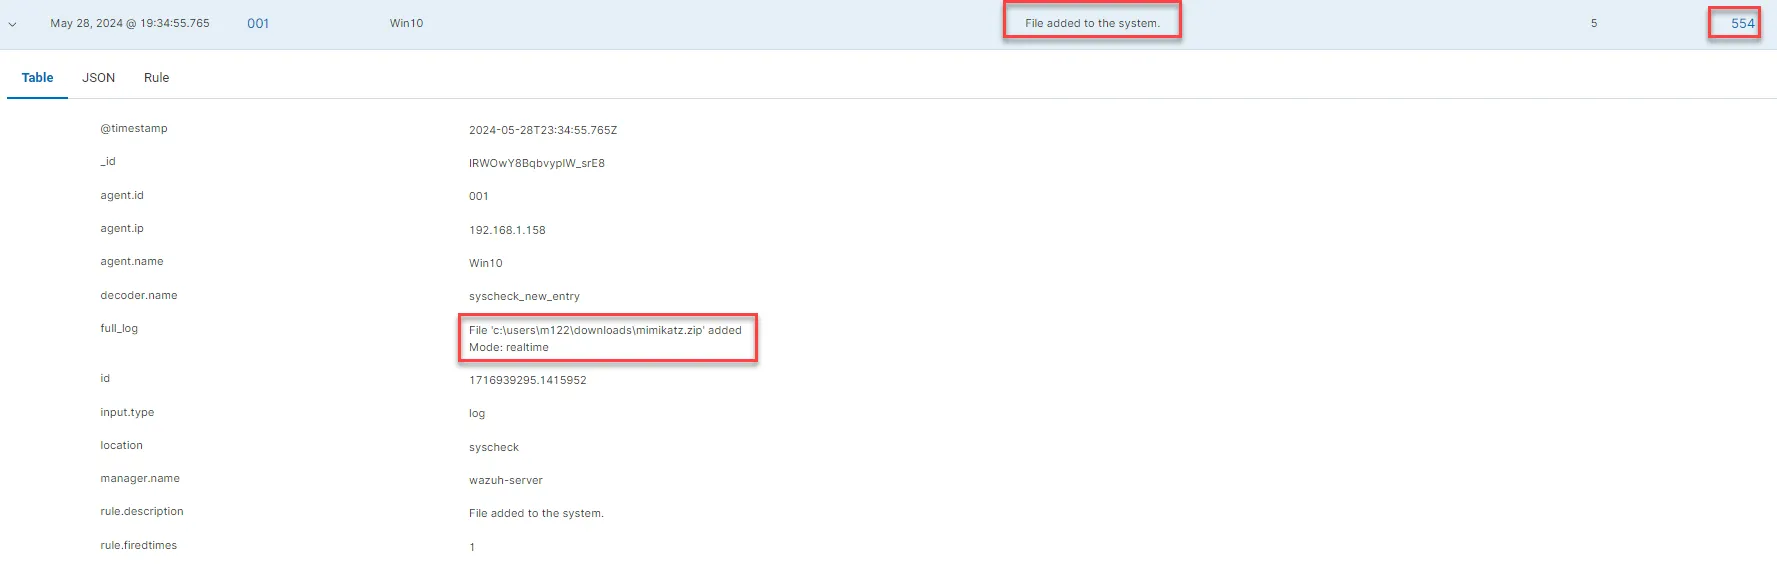 May 28, 2024 @ 19:34:55.765 001 Win10 File added to the system. 5 554
Table JSON Rule
@timestamp 2024-05-28T23:34:55.765Z
_id lRWOwY8BqbvyplW_srE8
agent.id 001
agent.ip 192.168.1.158
agent.name Win10
decoder.name syscheck_new_entry
full_log File 'c:\users\m122\downloads\mimikatz.zip' added
Mode: realtime
id 1716939295.1415952
input.type log
location syscheck
manager.name wazuh-server
rule.description File added to the system.
rule.firedtimes 1